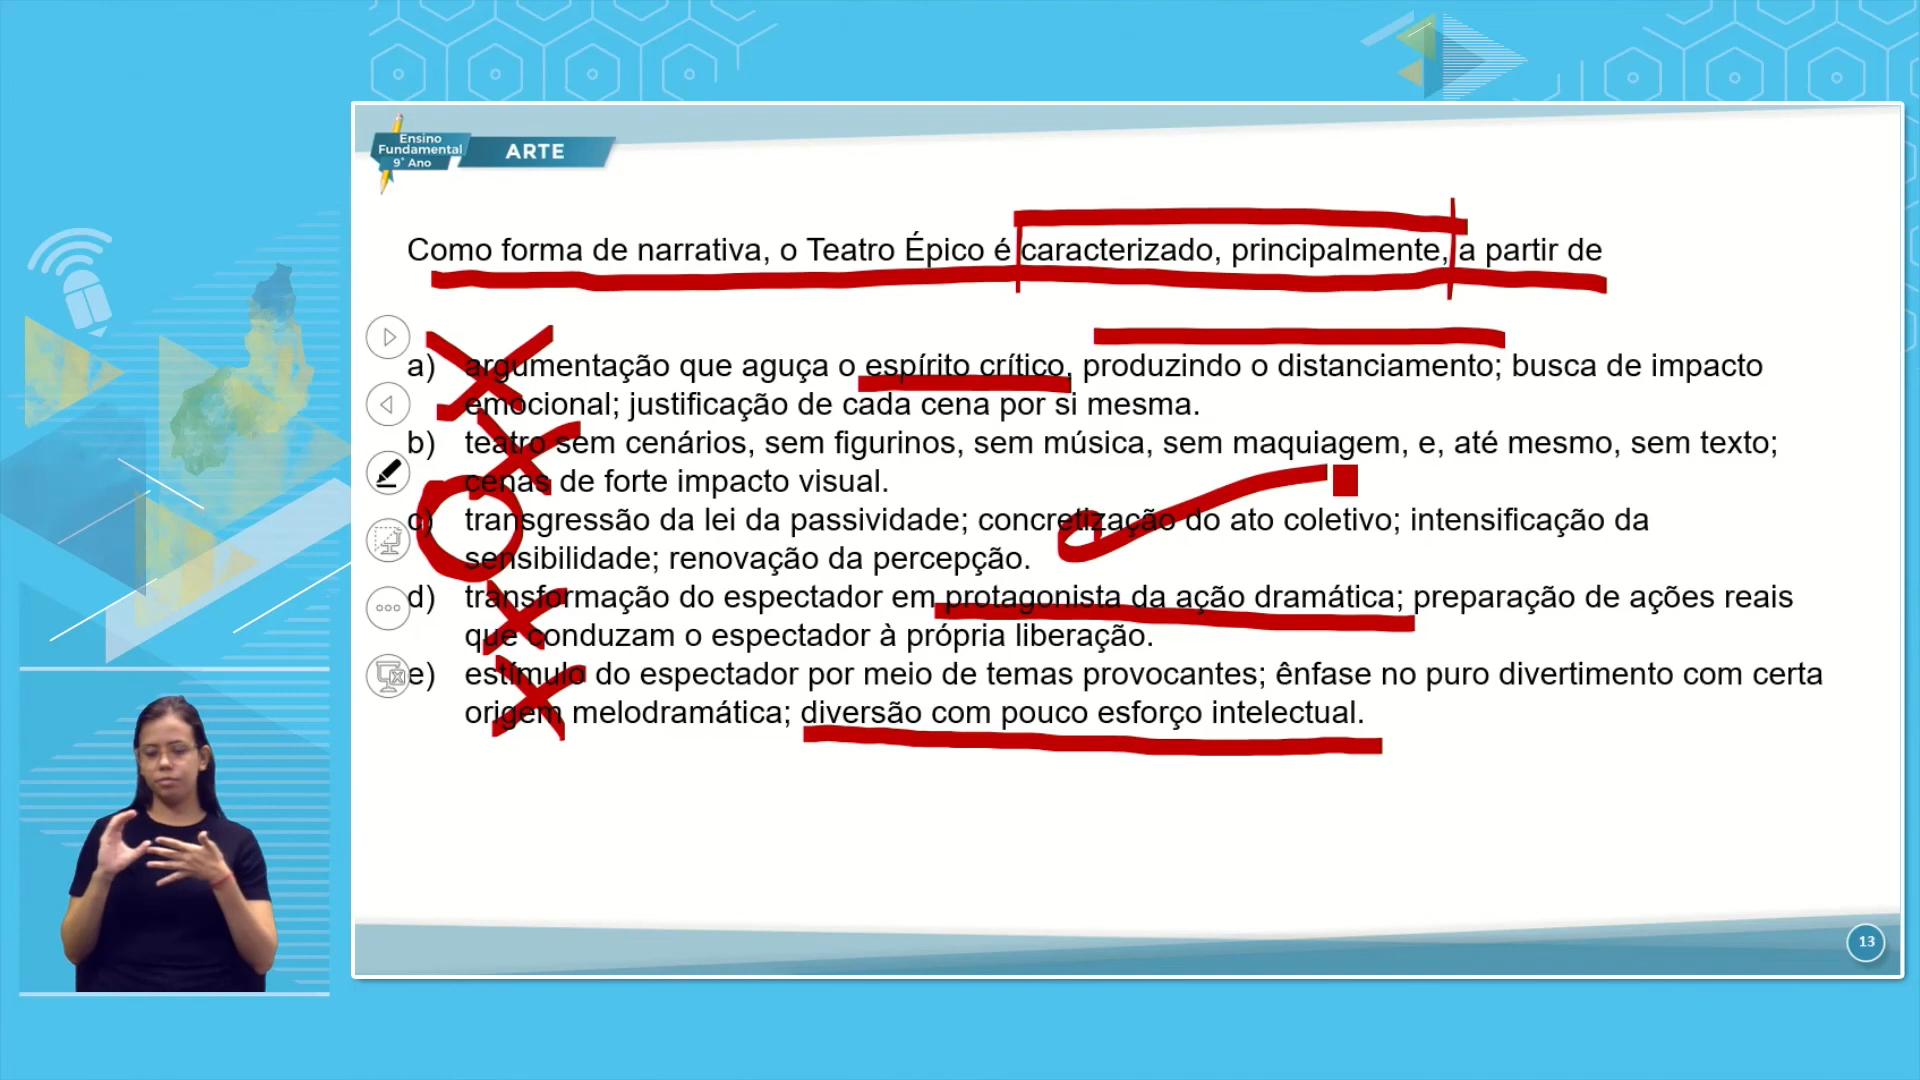 Ensino
Fundamental
9° Ano
ARTE
Como forma de narrativa, o Teatro Épico é caracterizado, principalmente, a partir de
a) argumentação que aguça o espírito crítico, produzindo o distanciamento; busca de impacto
emocional; justificação de cada cena por si mesma.
b) teatro sem cenários, sem figurinos, sem música, sem maquiagem, e, até mesmo, sem texto;
cenas de forte impacto visual.
c) transgressão da lei da passividade; concretização do ato coletivo; intensificação da
sensibilidade; renovação da percepção.
d) transformação do espectador em protagonista da ação dramática; preparação de ações reais
que conduzam o espectador à própria liberação.
e) estímulo do espectador por meio de temas provocantes; ênfase no puro divertimento com certa
origem melodramática; diversão com pouco esforço intelectual.
13